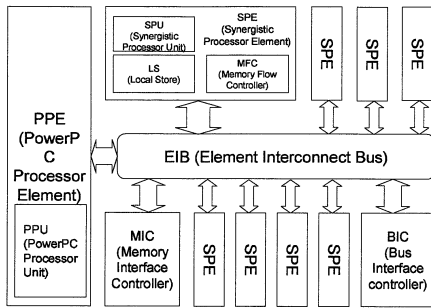 PPE
(PowerP
C
Processor
Element)
PPU
(PowerPC
Processor
Unit)
SPU
(Synergistic
Processor Unit)
SPE
(Synergistic
Processor Element)
LS
(Local Store)
MFC
(Memory Flow
Controller)
SPE
SPE
SPE
EIB (Element Interconnect Bus)
MIC
(Memory
Interface
Controller)
SPE
SPE
SPE
SPE
BIC
(Bus
Interface
controller)